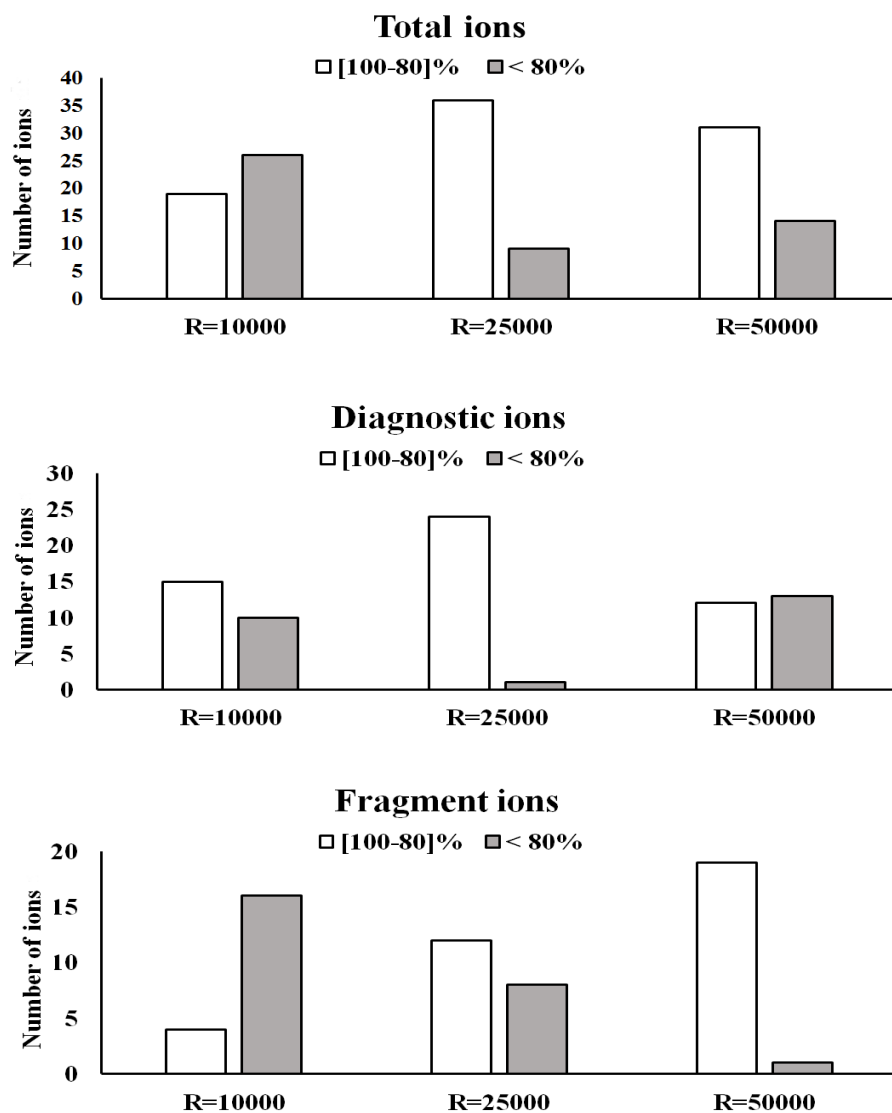 Total ions
[100-80]% < 80%
Number of ions
40
35
30
25
20
15
10
5
0
R=10000 R=25000 R=50000
Diagnostic ions
[100-80]% < 80%
Number of ions
30
25
20
15
10
5
0
R=10000 R=25000 R=50000
Fragment ions
[100-80]% < 80%
Number of ions
20
15
10
5
0
R=10000 R=25000 R=50000